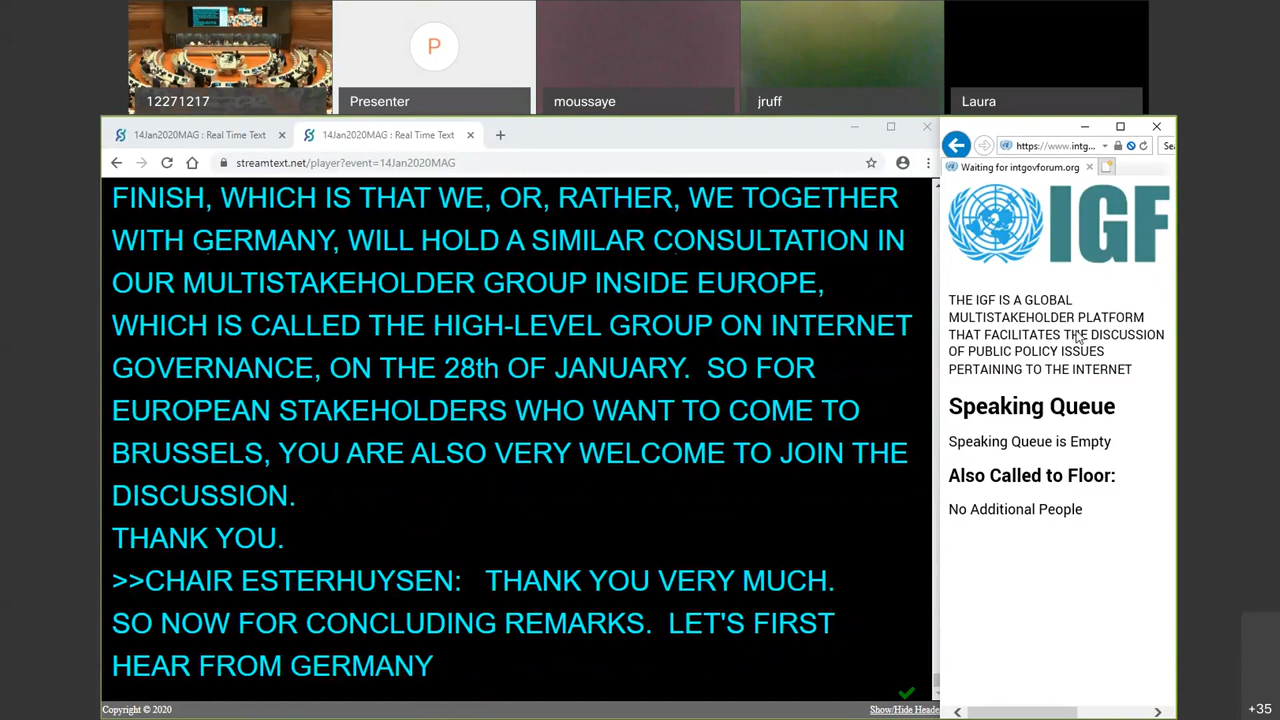 P
12271217
Presenter
moussaye
jruff
Laura
14Jan2020MAG : Real Time Text
14Jan2020MAG : Real Time Text
streamtext.net/player?event=14Jan2020MAG
FINISH, WHICH IS THAT WE, OR, RATHER, WE TOGETHER
WITH GERMANY, WILL HOLD A SIMILAR CONSULTATION IN
OUR MULTISTAKEHOLDER GROUP INSIDE EUROPE,
WHICH IS CALLED THE HIGH-LEVEL GROUP ON INTERNET
GOVERNANCE, ON THE 28th OF JANUARY.  SO FOR
EUROPEAN STAKEHOLDERS WHO WANT TO COME TO
BRUSSELS, YOU ARE ALSO VERY WELCOME TO JOIN THE
DISCUSSION.
THANK YOU.
>>CHAIR ESTERHUYSEN:   THANK YOU VERY MUCH.
SO NOW FOR CONCLUDING REMARKS.  LET'S FIRST
HEAR FROM GERMANY
Copyright © 2020
Show/Hide Heade
https://www.intg...
Sea
Waiting for intgovforum.org
IGF
THE IGF IS A GLOBAL
MULTISTAKEHOLDER PLATFORM
THAT FACILITATES THE DISCUSSION
OF PUBLIC POLICY ISSUES
PERTAINING TO THE INTERNET
Speaking Queue
Speaking Queue is Empty
Also Called to Floor:
No Additional People
+35